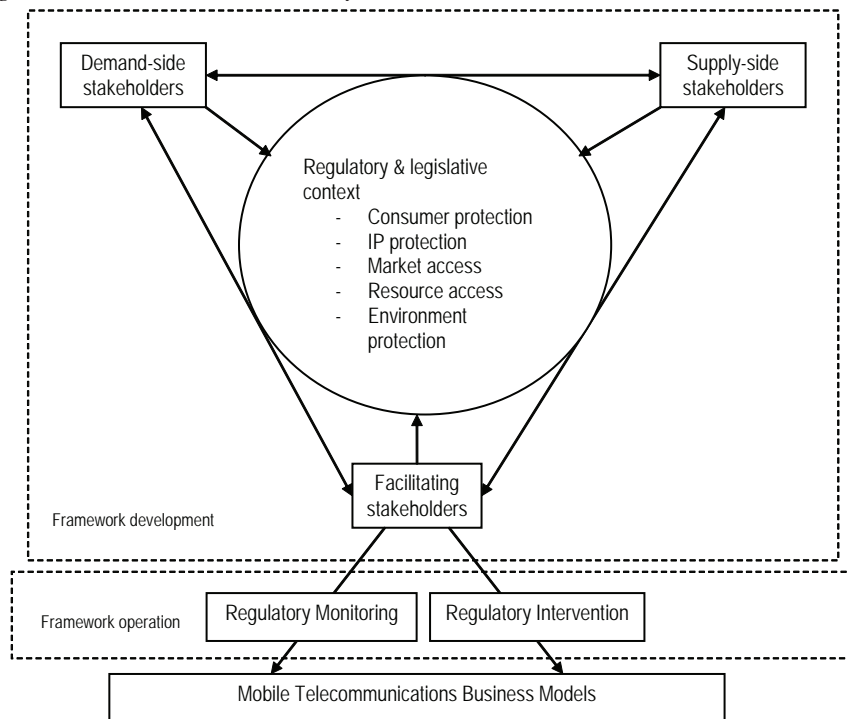 Demand-side
stakeholders
Supply-side
stakeholders
Regulatory & legislative
context
- Consumer protection
- IP protection
- Market access
- Resource access
- Environment
protection
Facilitating
stakeholders
Framework development
Framework operation
Regulatory Monitoring
Regulatory Intervention
Mobile Telecommunications Business Models